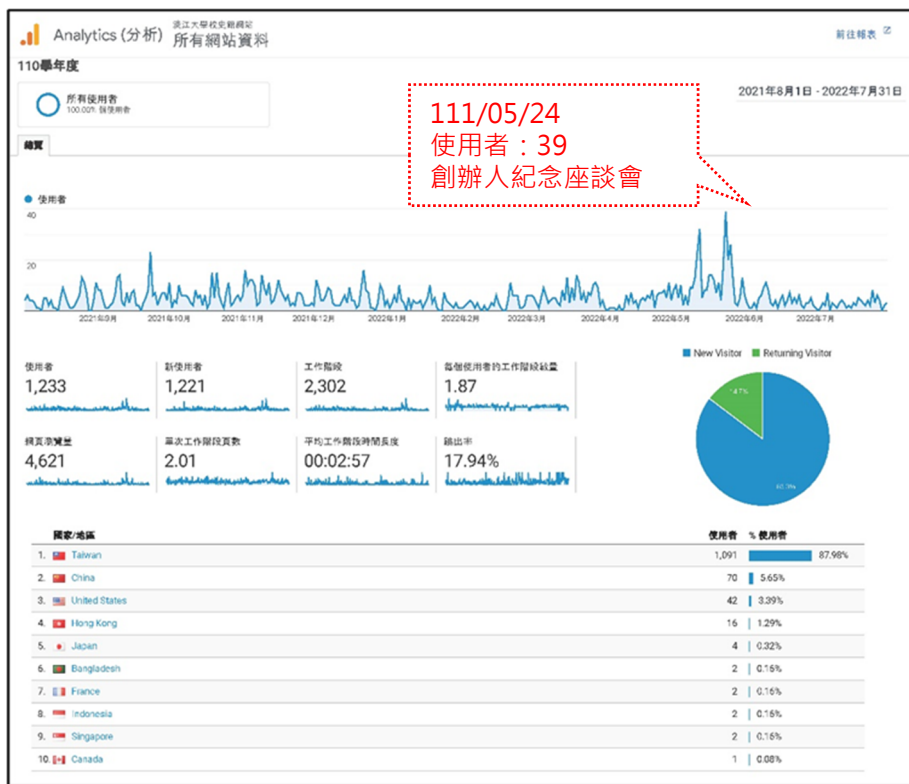 Analytics (分析)
淡江大學校史館網站
所有網站資料
前往報表
110學年度
所有使用者
100.00% 個使用者
2021年8月1日 - 2022年7月31日
111/05/24
使用者：39
創辦人紀念座談會
總覽
使用者
40
20
2021年9月 2021年10月 2021年11月 2021年12月 2022年1月 2022年2月 2022年3月 2022年4月 2022年5月 2022年6月 2022年7月
New Visitor Returning Visitor
使用者 新使用者 工作階段 每個使用者的工作階段數量
1,233 1,221 2,302 1.87
網頁瀏覽量 單次工作階段頁數 平均工作階段時間長度 跳出率
4,621 2.01 00:02:57 17.94%
國家/地區 使用者 % 使用者
1. Taiwan 1,091 87.98%
2. China 70 5.65%
3. United States 42 3.39%
4. Hong Kong 16 1.29%
5. Japan 4 0.32%
6. Bangladesh 2 0.16%
7. France 2 0.16%
8. Indonesia 2 0.16%
9. Singapore 2 0.16%
10. Canada 1 0.08%